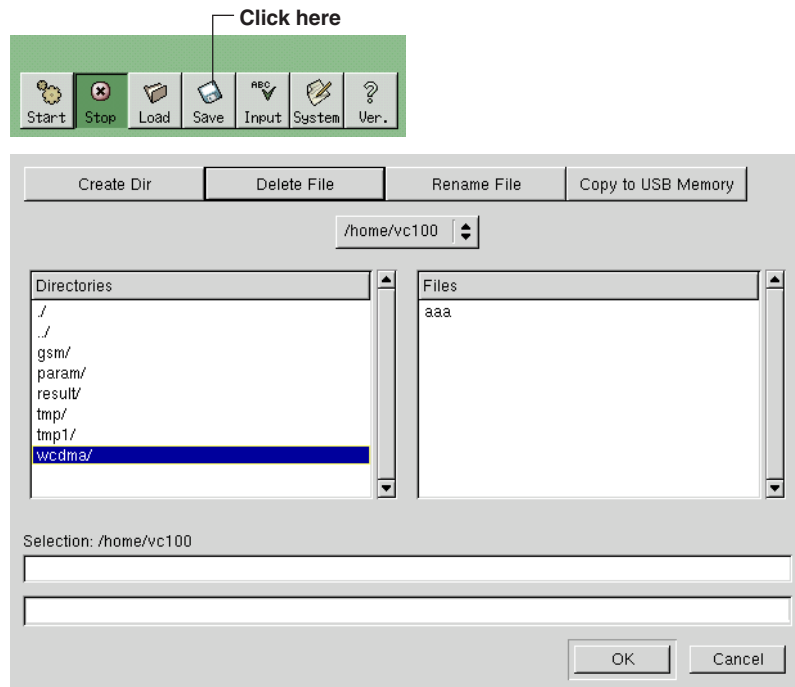 Click here
Start Stop Load Save ABC Input System ? Ver.
Create Dir Delete File Rename File Copy to USB Memory
/home/vc100
Directories Files
./ aaa
../
gsm/
param/
result/
tmp/
tmp1/
wcdma/
Selection: /home/vc100
OK Cancel